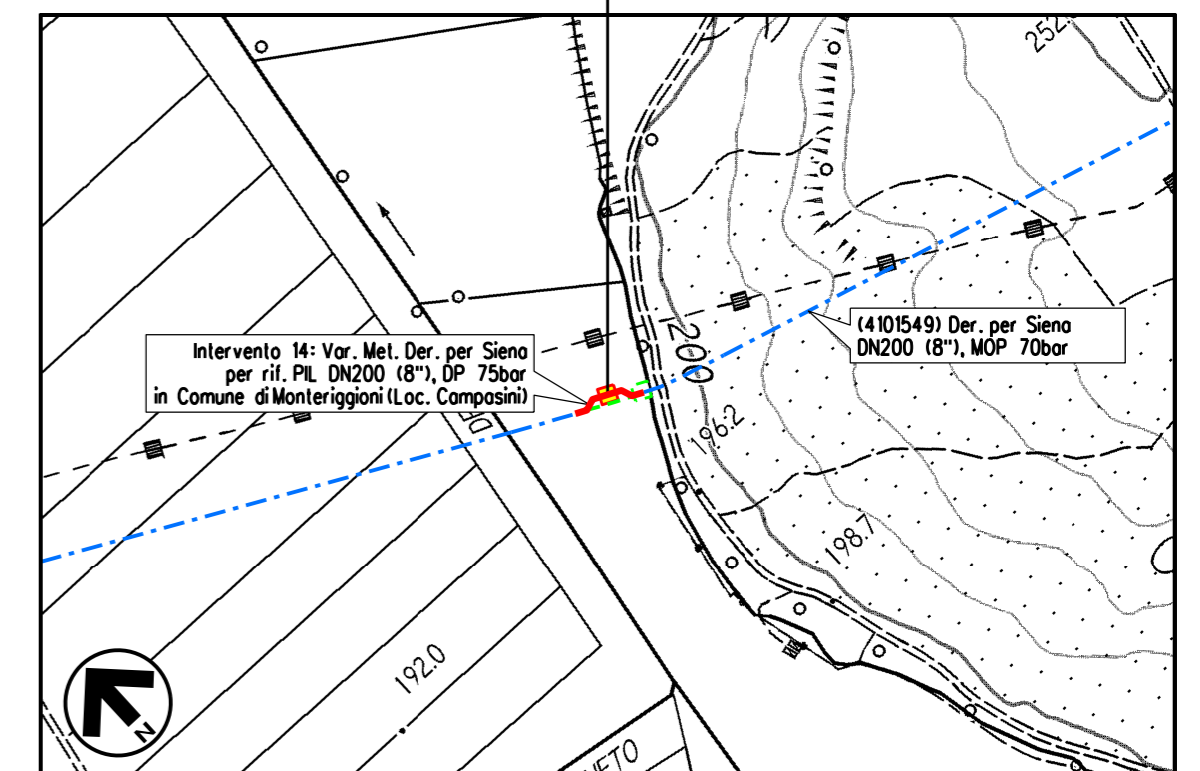 252.
(4101549) Der. per Siena
DN200 (8"), MOP 70bar
Intervento 14: Var. Met. Der. per Siena
per rif. PIL DN200 (8"), DP 75bar
in Comune di Monteriggioni (Loc. Campasini)
200
196.2
198.7
192.0
N